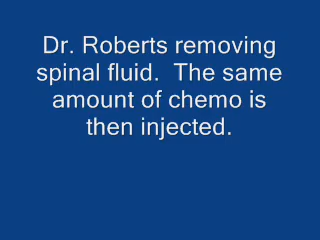 Dr. Roberts removing
spinal fluid.  The same
amount of chemo is
then injected.